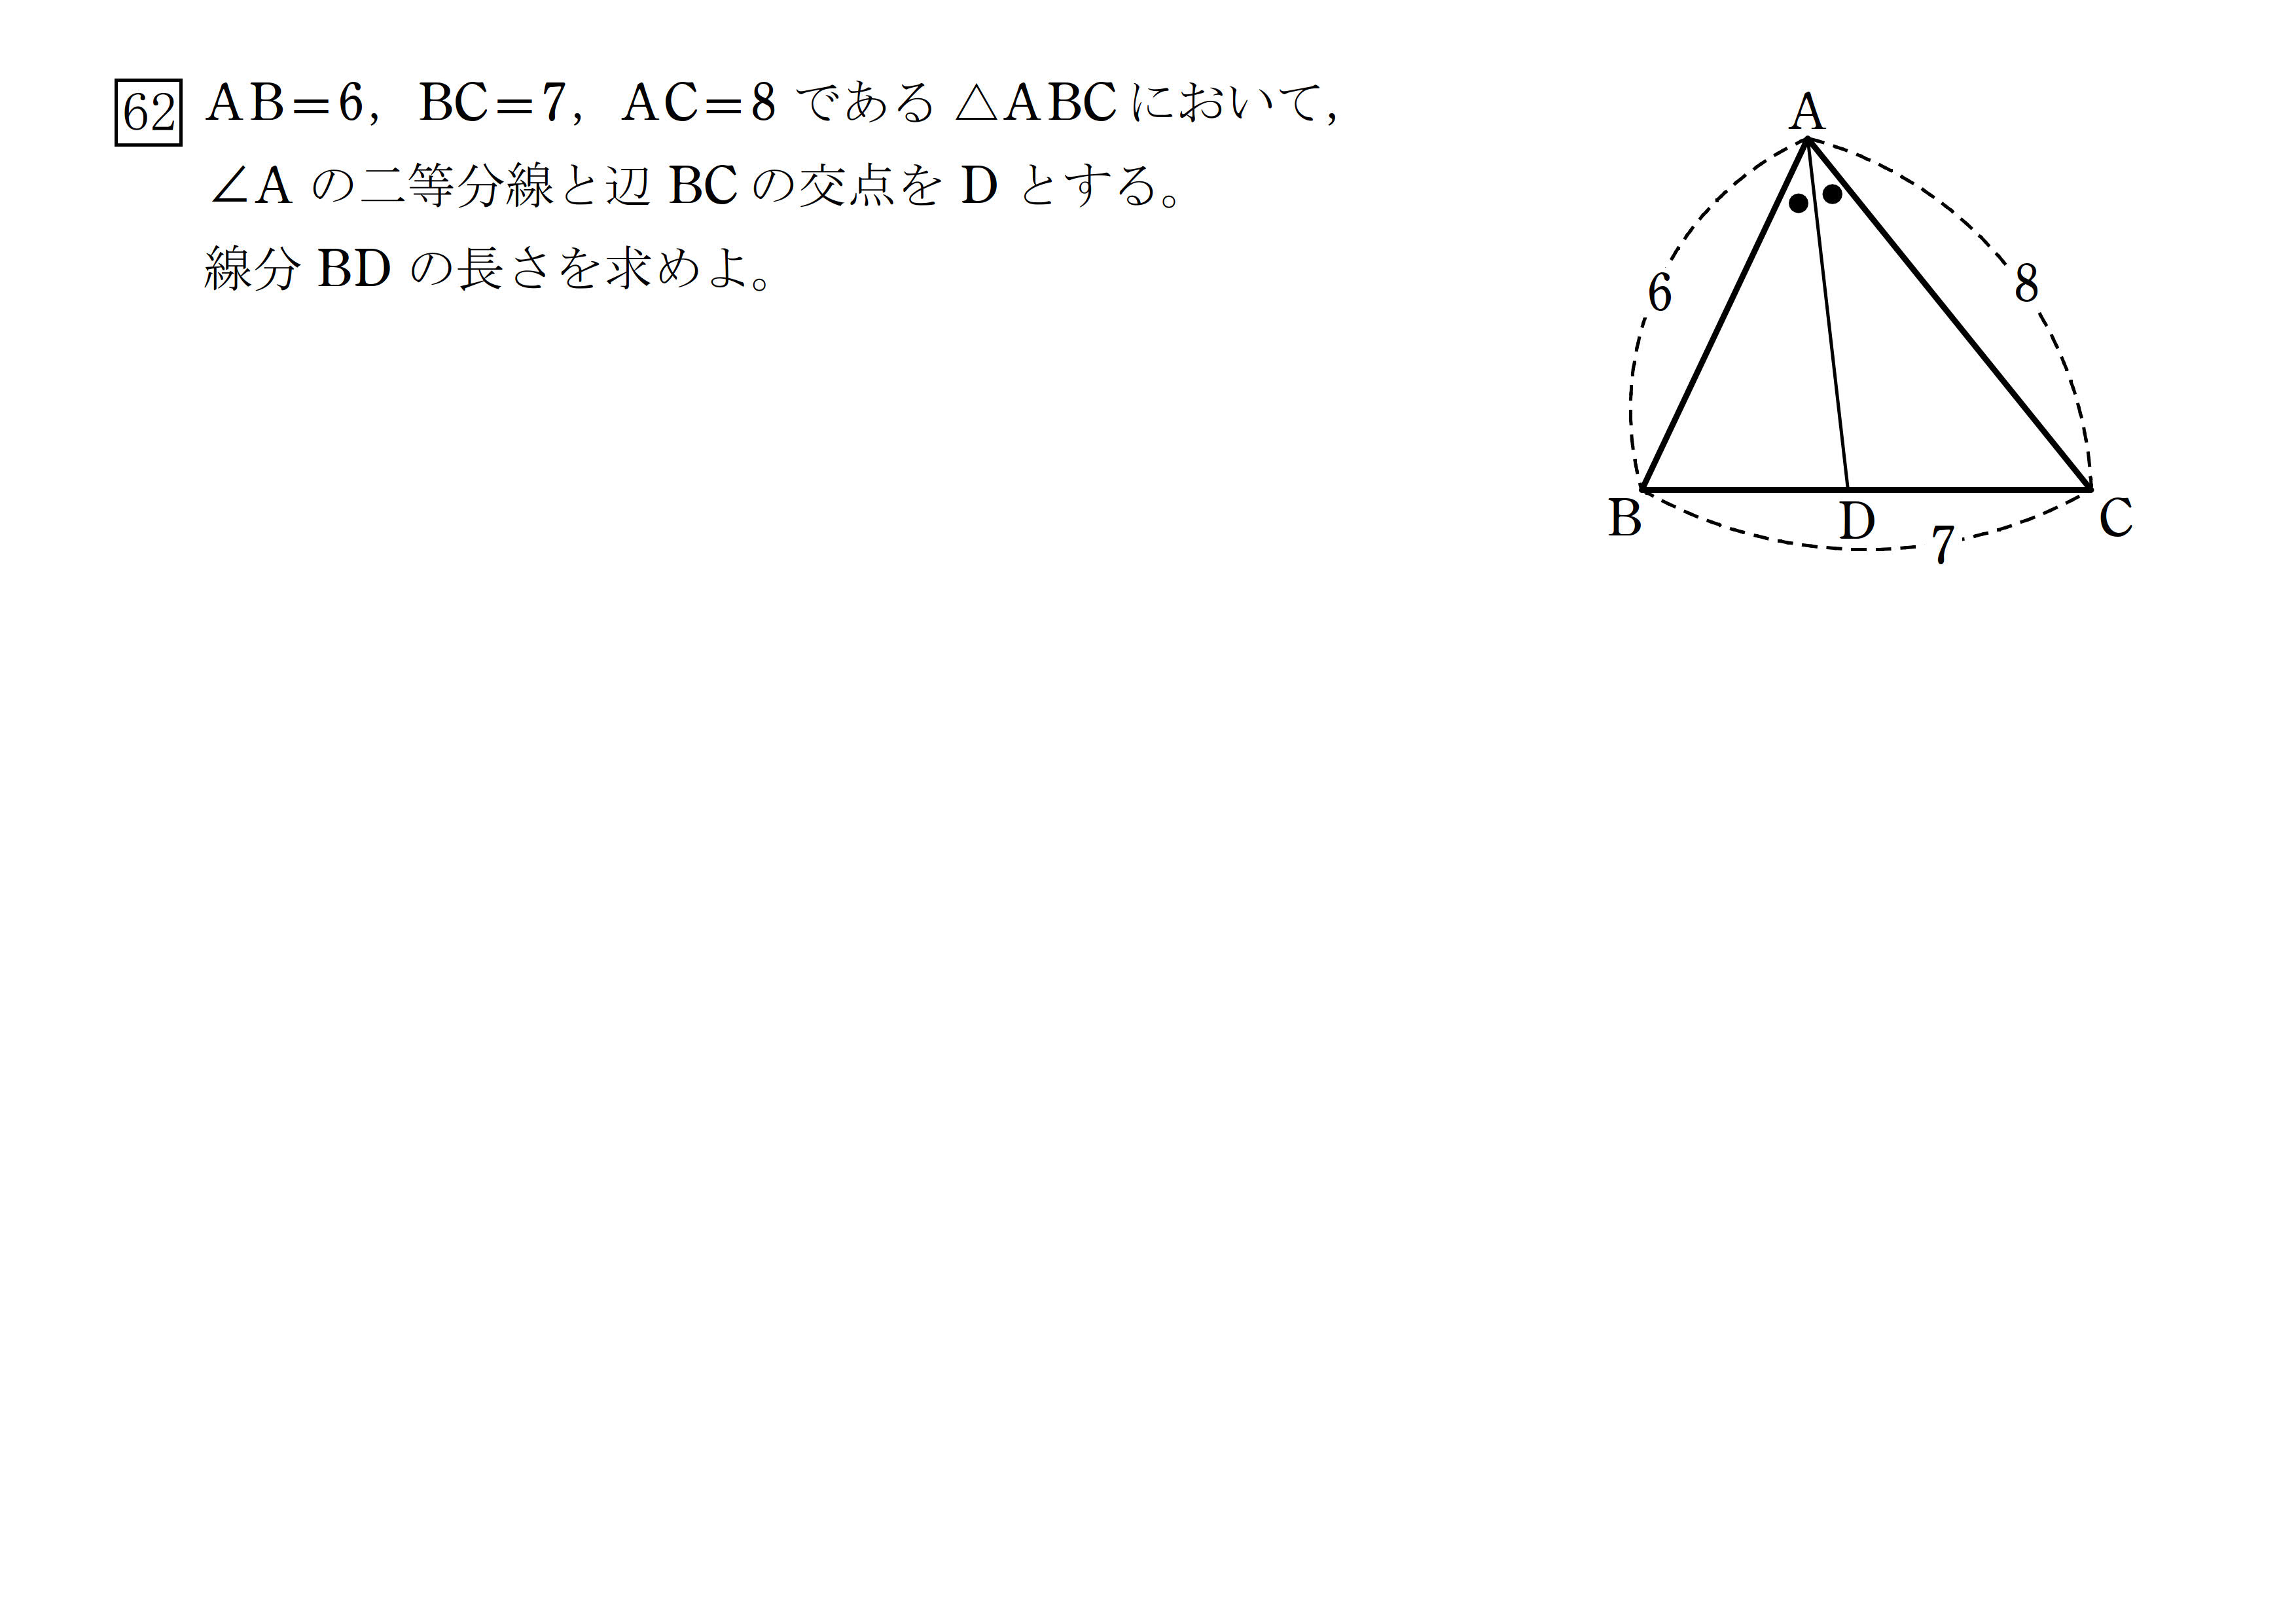 62 AB=6, BC=7, AC=8 である △ABC において,
∠A の二等分線と辺 BC の交点を D とする。
線分 BD の長さを求めよ。
A
6
8
B
D
C
7